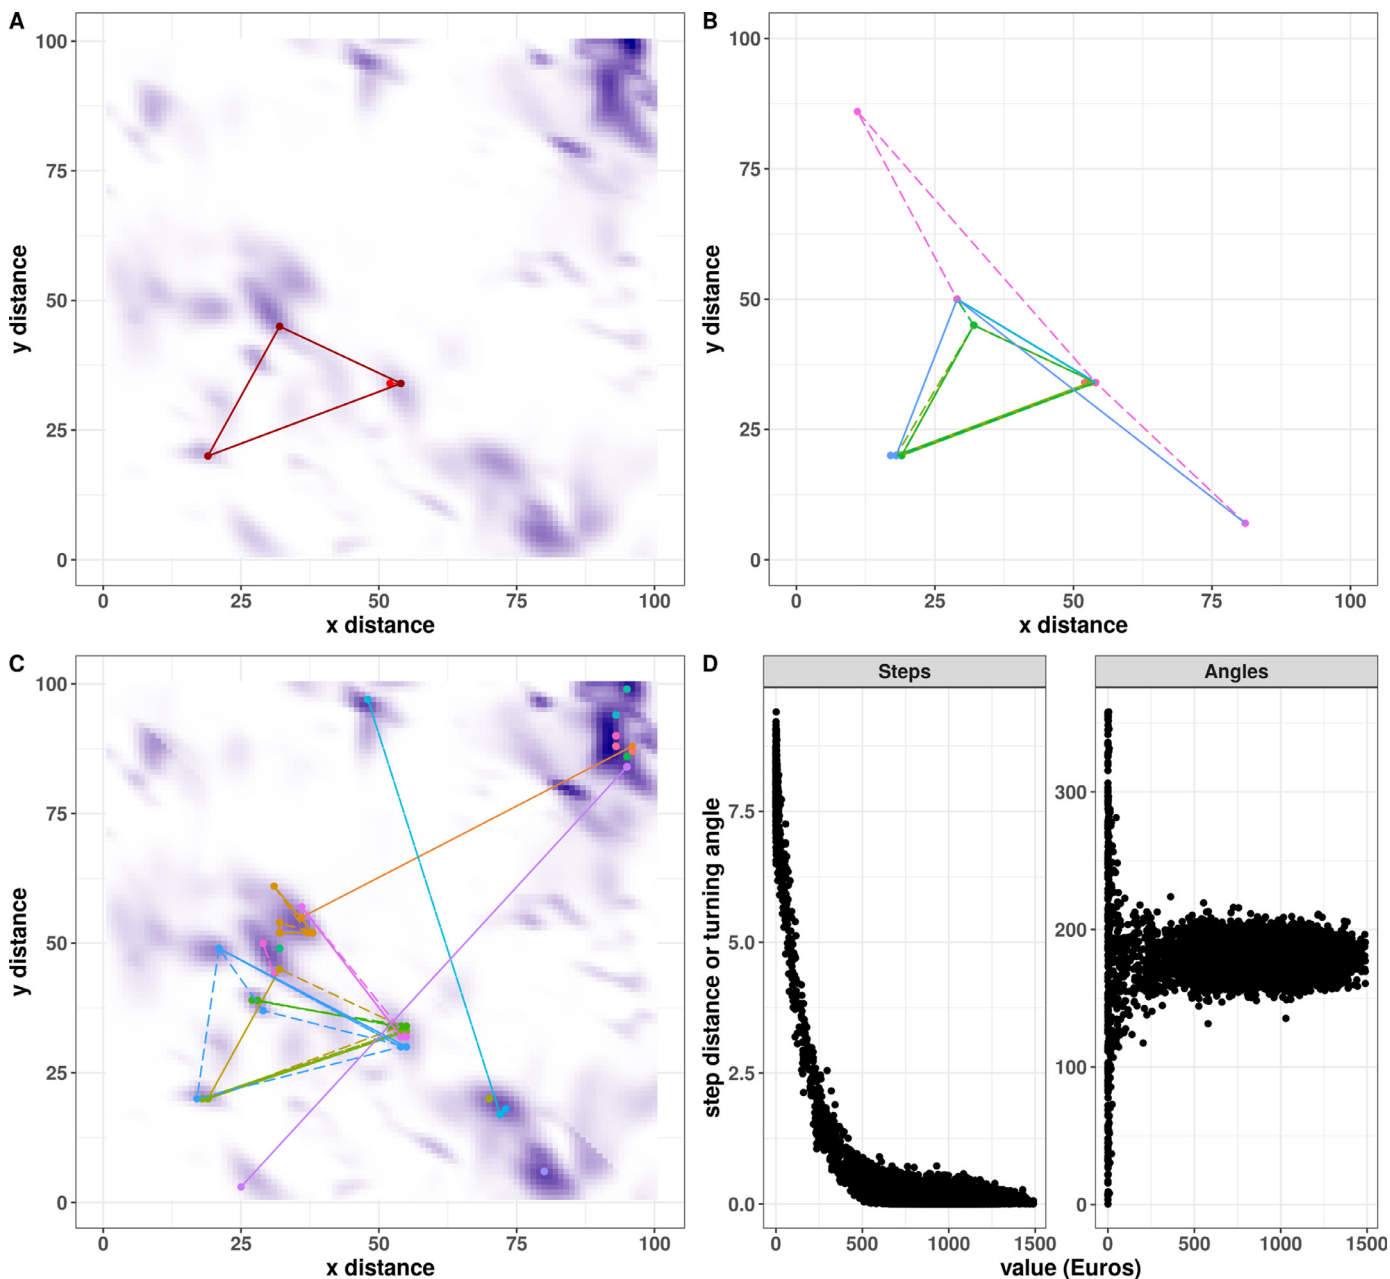 A
100
75
50
25
0
0 25 50 75 100
x distance
y distance
B
100
75
50
25
0
0 25 50 75 100
x distance
y distance
C
100
75
50
25
0
0 25 50 75 100
x distance
y distance
D
Steps Angles
7.5
5.0
2.5
0.0
300
200
100
0
0 500 1000 1500 0 500 1000 1500
value (Euros)
step distance or turning angle